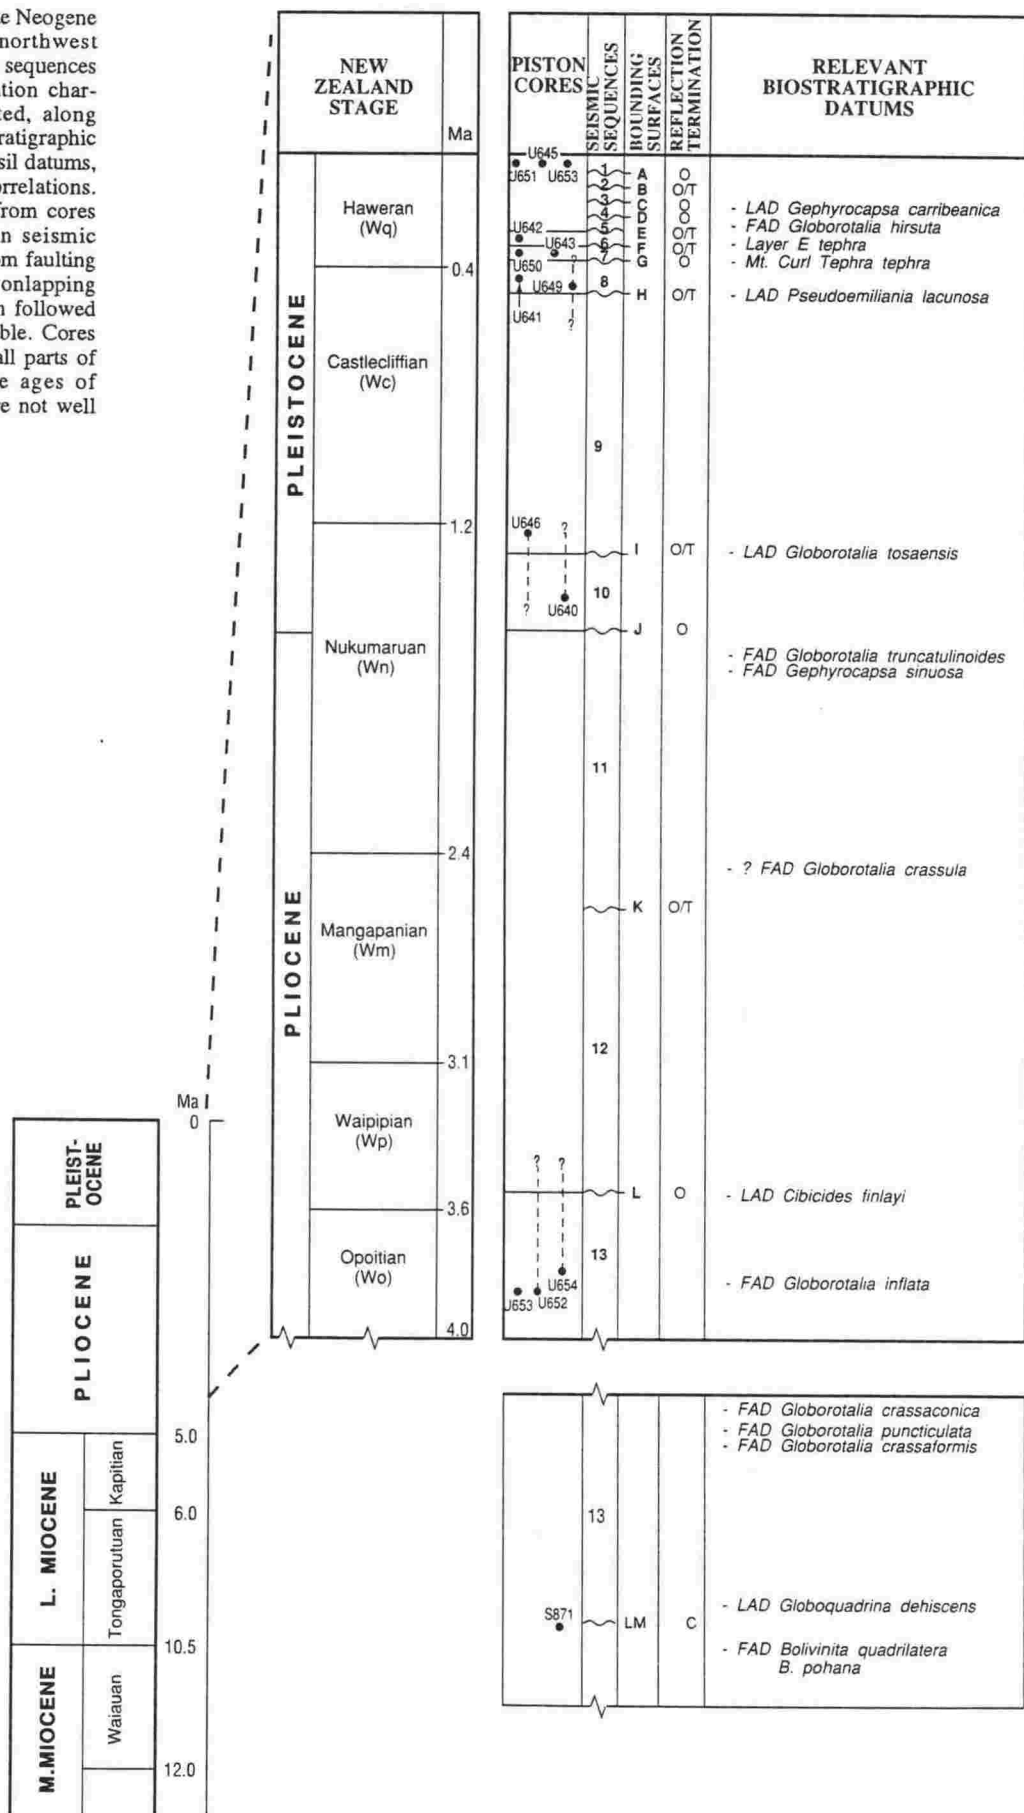 e Neogene
northwest
sequences
tion char-
ted, along
ratigraphic
sil datums,
orrelations.
from cores
n seismic
om faulting
onlapping
n followed
ble. Cores
all parts of
e ages of
e not well
NEW
ZEALAND
STAGE
Ma
PISTON
CORES
SEISMIC
SEQUENCES
BOUNDING
SURFACES
REFLECTION
TERMINATION
RELEVANT
BIOSTRATIGRAPHIC
DATUMS
PLEISTOCENE
PLIOCENE
Haweran
(Wq)
0.4
Castlecliffian
(Wc)
1.2
Nukumaruan
(Wn)
2.4
Mangapanian
(Wm)
3.1
Waipipian
(Wp)
3.6
Opoitian
(Wo)
4.0
U645
U651 U653
1 A O
2 B O/T
3 C O
4 D O
U642
5 E O/T
U643
6 F O/T
7 G O
?
U650
U649
8
H O/T
U641
?
9
U646
?
I O/T
10
?
U640
J O
11
K O/T
12
? ?
L O
13
U654
U653 U652
- LAD Gephyrocapsa carribeanica
- FAD Globorotalia hirsuta
- Layer E tephra
- Mt. Curl Tephra tephra
- LAD Pseudoemiliania lacunosa
- LAD Globorotalia tosaensis
- FAD Globorotalia truncatulinoides
- FAD Gephyrocapsa sinuosa
- ? FAD Globorotalia crassula
- LAD Cibicides finlayi
- FAD Globorotalia inflata
Ma
0
PLEIST-
OCENE
PLIOCENE
5.0
L. MIOCENE
Kapitian
6.0
Tongaporutuan
10.5
M.MIOCENE
Waiauan
12.0
13
S871
LM C
- FAD Globorotalia crassaconica
- FAD Globorotalia puncticulata
- FAD Globorotalia crassaformis
- LAD Globoquadrina dehiscens
- FAD Bolivinita quadrilatera
B. pohana